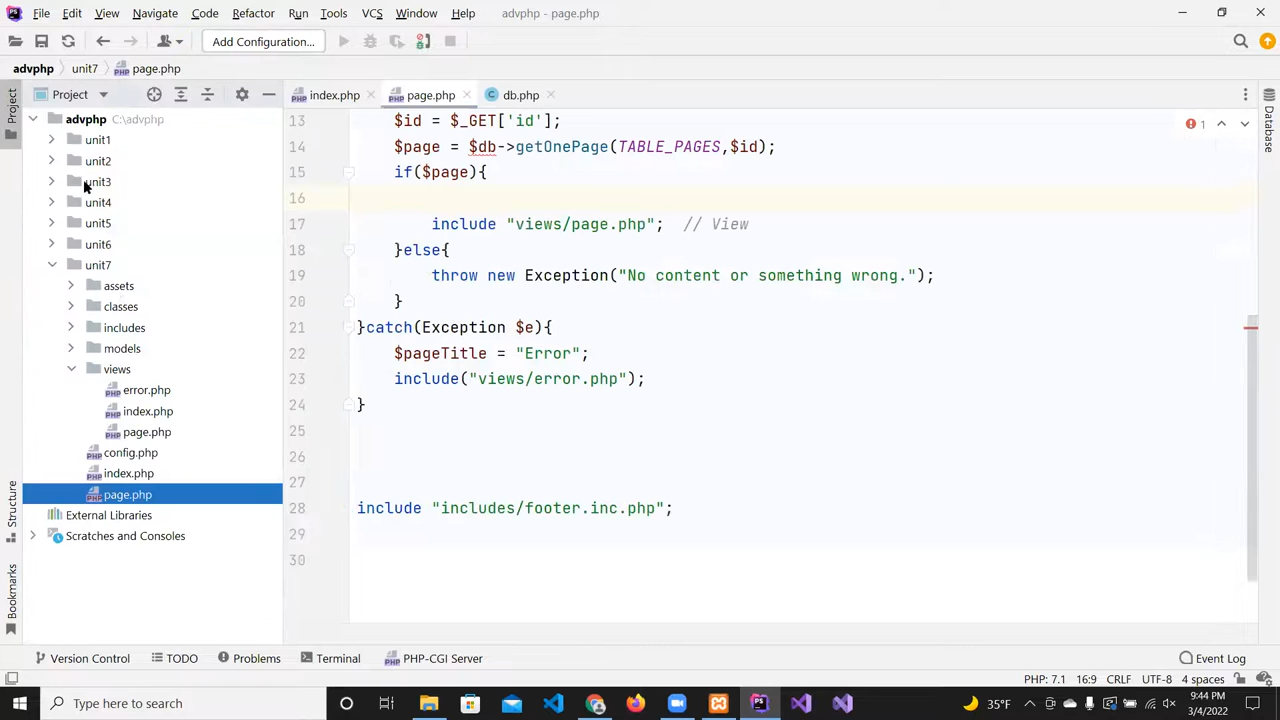 PS File Edit View Navigate Code Refactor Run Tools VCS Window Help advphp - page.php
Add Configuration...
advphp unit7 page.php
Project index.php page.php db.php
advphp C:\advphp
unit1
unit2
unit3
unit4
unit5
unit6
unit7
assets
classes
includes
models
views
error.php
index.php
page.php
config.php
index.php
page.php
External Libraries
Scratches and Consoles
Project
Structure
Bookmarks
13 $id = $_GET['id'];
14 $page = $db->getOnePage(TABLE_PAGES,$id);
15 if($page){
16
17 include "views/page.php"; // View
18 }else{
19 throw new Exception("No content or something wrong.");
20 }
21 }catch(Exception $e){
22 $pageTitle = "Error";
23 include("views/error.php");
24 }
25
26
27
28 include "includes/footer.inc.php";
29
30
1
Database
Version Control TODO Problems Terminal PHP-CGI Server Event Log
PHP: 7.1 16:9 CRLF UTF-8 4 spaces
Type here to search
35°F
9:44 PM
3/4/2022